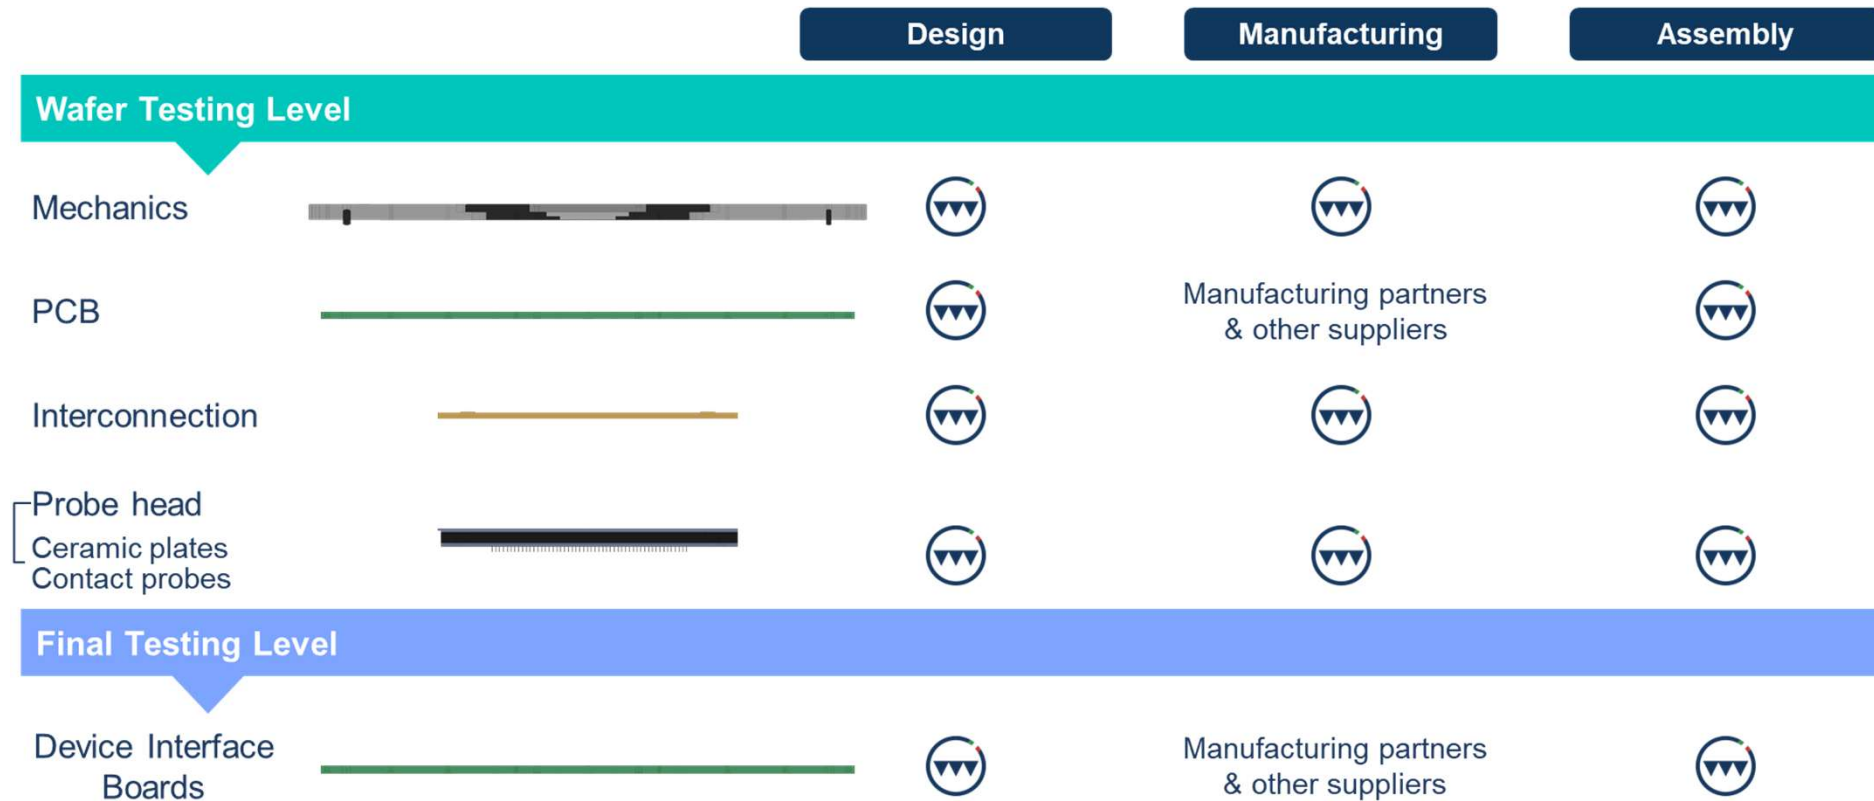 Design
Manufacturing
Assembly
Wafer Testing Level
Mechanics
PCB
Manufacturing partners
& other suppliers
Interconnection
Probe head
Ceramic plates
Contact probes
Final Testing Level
Device Interface
Boards
Manufacturing partners
& other suppliers